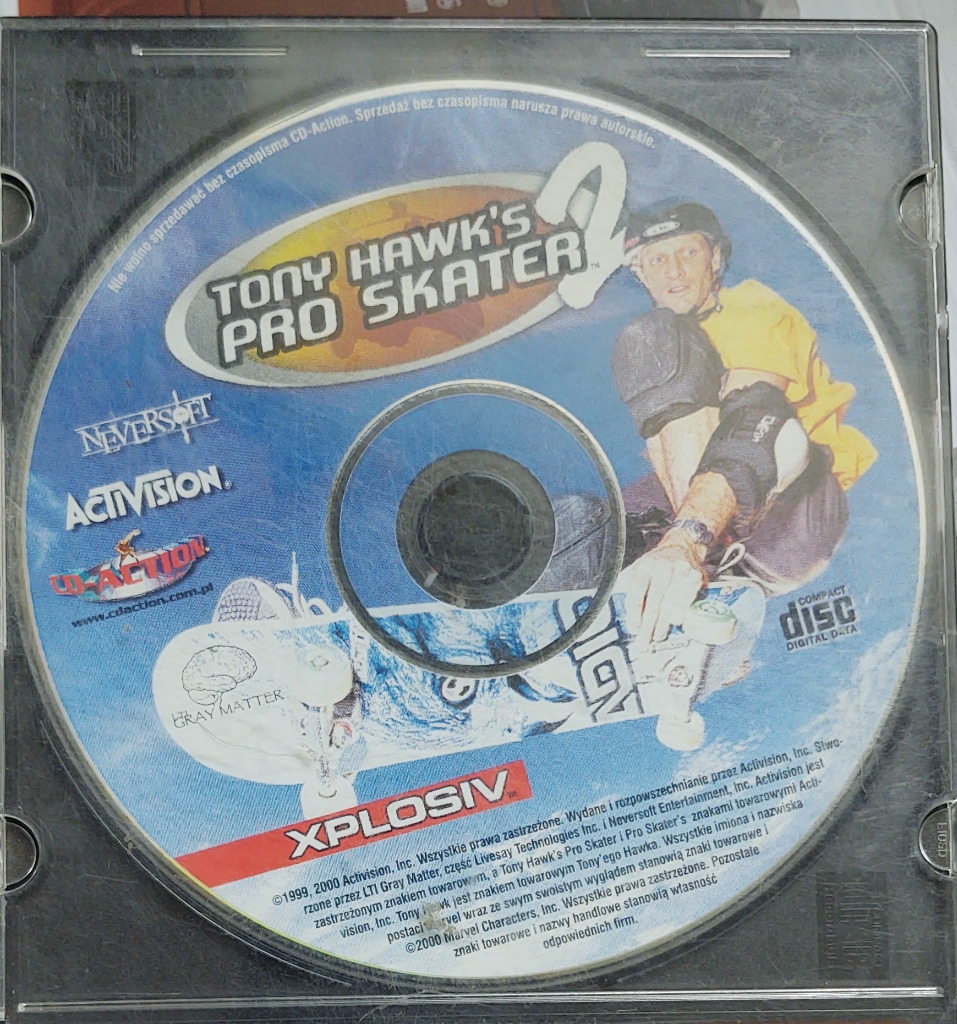 Nie wolno sprzedawać bez czasopisma CD-Action. Sprzedaż bez czasopisma narusza prawa autorskie.
TONY HAWK'S
PRO SKATER 2
TM
NEVERSOFT
ACTIVISION®
CD-ACTION
www.cdaction.com.pl
COMPACT
disc
DIGITAL DATA
SIGN
GRAY MATTER
XPLOSIV™
©1999, 2000 Activision, Inc. Wszystkie prawa zastrzeżone. Wydane i rozpowszechnianie przez Activision, Inc. Stwo-
rzone przez LTI Gray Matter, część Livesay Technologies Inc. i Neversoft Entertainment, Inc. Activision jest
zastrzeżonym znakiem towarowym, a Tony Hawk's Pro Skater i Pro Skater's znakami towarowymi Acti-
vision, Inc. Tony Hawk jest znakiem towarowym Tony'ego Hawka. Wszystkie imiona i nazwiska
postaci Marvel wraz ze swym swoistym wyglądem stanowią znaki towarowe i
©2000 Marvel Characters, Inc. Wszystkie prawa zastrzeżone. Pozostałe
znaki towarowe i nazwy handlowe stanowią własność
odpowiednich firm.